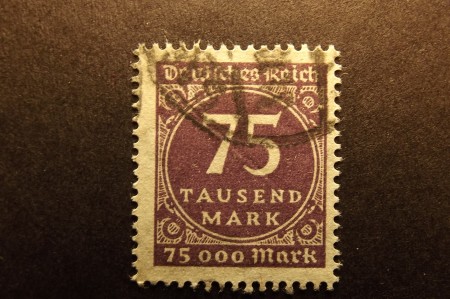 Deutsches Reich
75
TAUSEND
MARK
75 000 Mark